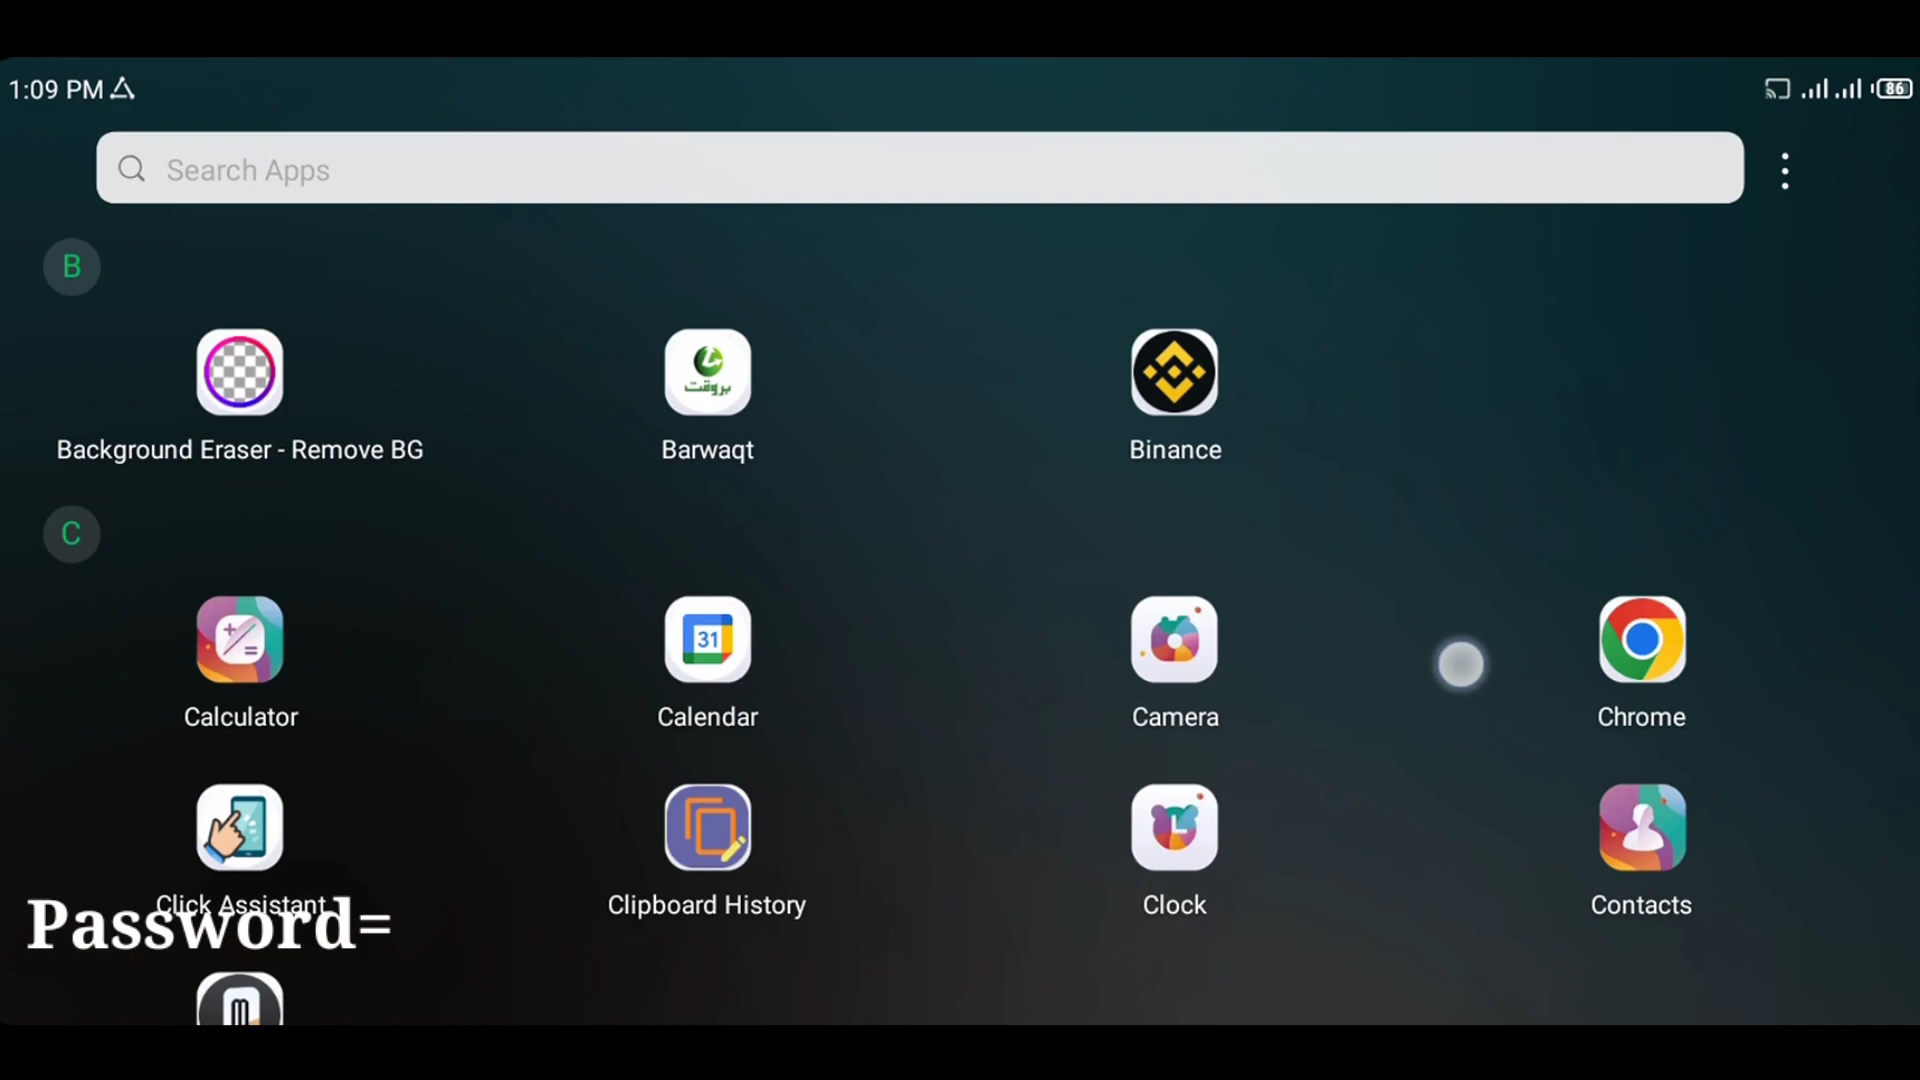 1:09 PM
86
Search Apps
B
بروقت
Background Eraser - Remove BG
Barwaqt
Binance
C
31
Calculator
Calendar
Camera
Chrome
Click Assistant
Clipboard History
Clock
Contacts
Password=